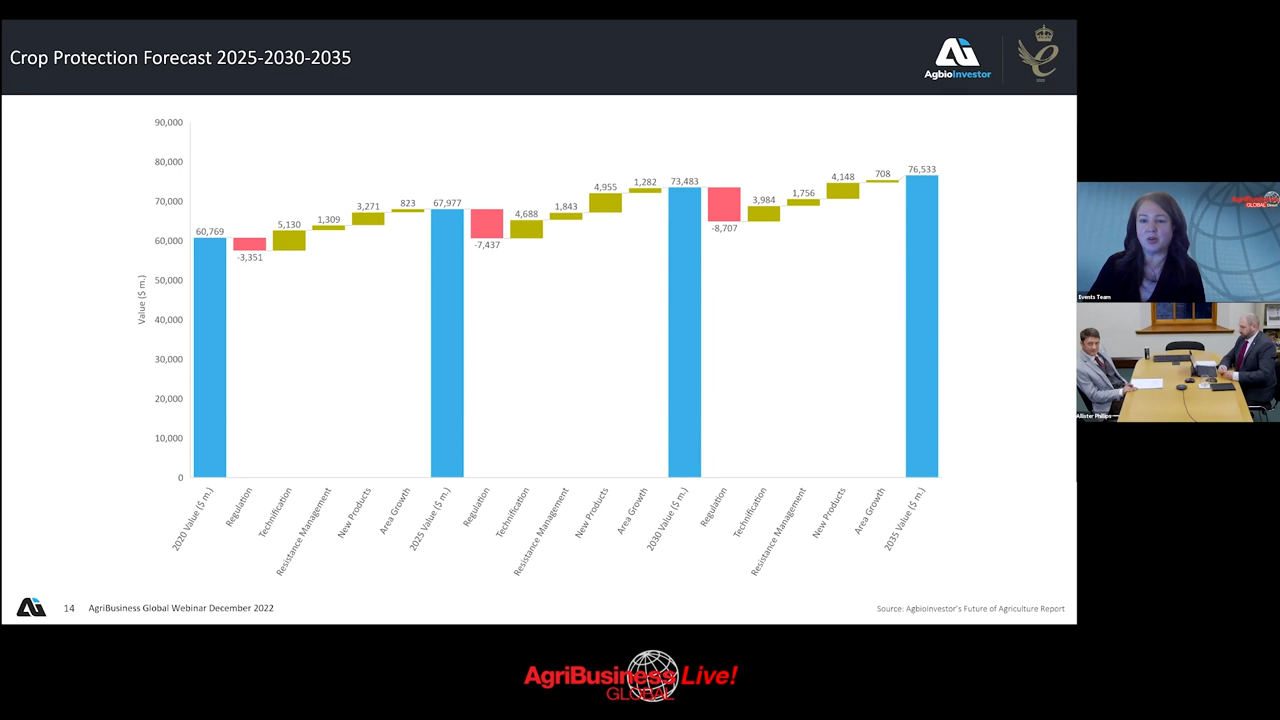 Crop Protection Forecast 2025-2030-2035
AgbioInvestor
90,000
80,000
70,000
60,000
50,000
40,000
30,000
20,000
10,000
0
Value ($ m.)
60,769
-3,351
5,130
1,309
3,271
823
67,977
-7,437
4,688
1,843
4,955
1,282
73,483
-8,707
3,984
1,756
4,148
708
76,533
2020 Value ($ m.)
Regulation
Technification
Resistance Management
New Products
Area Growth
2025 Value ($ m.)
Regulation
Technification
Resistance Management
New Products
Area Growth
2030 Value ($ m.)
Regulation
Technification
Resistance Management
New Products
Area Growth
2035 Value ($ m.)
14
AgriBusiness Global Webinar December 2022
Source: AgbioInvestor's Future of Agriculture Report
AgriBusiness
GLOBAL Direct
Events Team
Allister Phillips
AgriBusiness Live!
GLOBAL